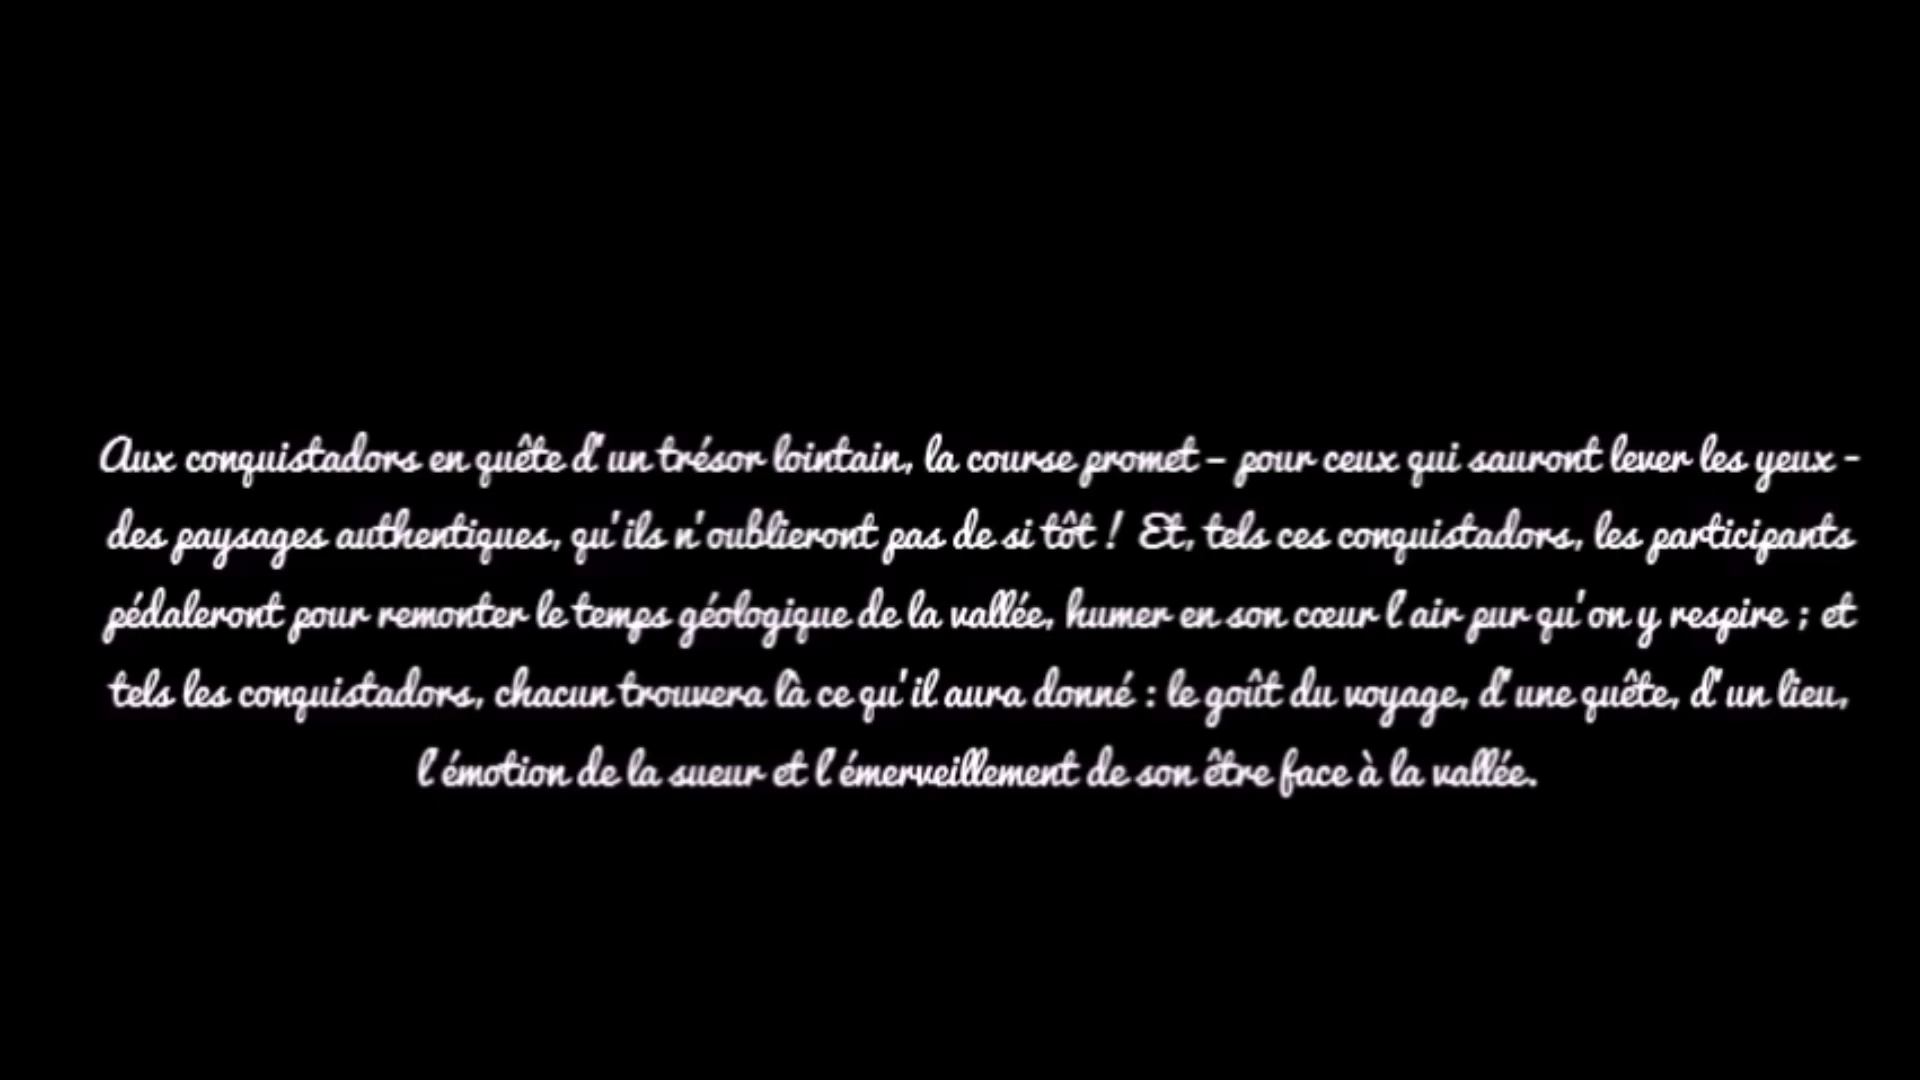 Aux conquistadors en quête d'un trésor lointain, la course promet – pour ceux qui sauront lever les yeux -
des paysages authentiques, qu'ils n'oublieront pas de si tôt ! Et, tels ces conquistadors, les participants
pédaleront pour remonter le temps géologique de la vallée, humer en son cœur l'air pur qu'on y respire ; et
tels les conquistadors, chacun trouvera là ce qu'il aura donné : le goût du voyage, d'une quête, d'un lieu,
l'émotion de la sueur et l'émerveillement de son être face à la vallée.